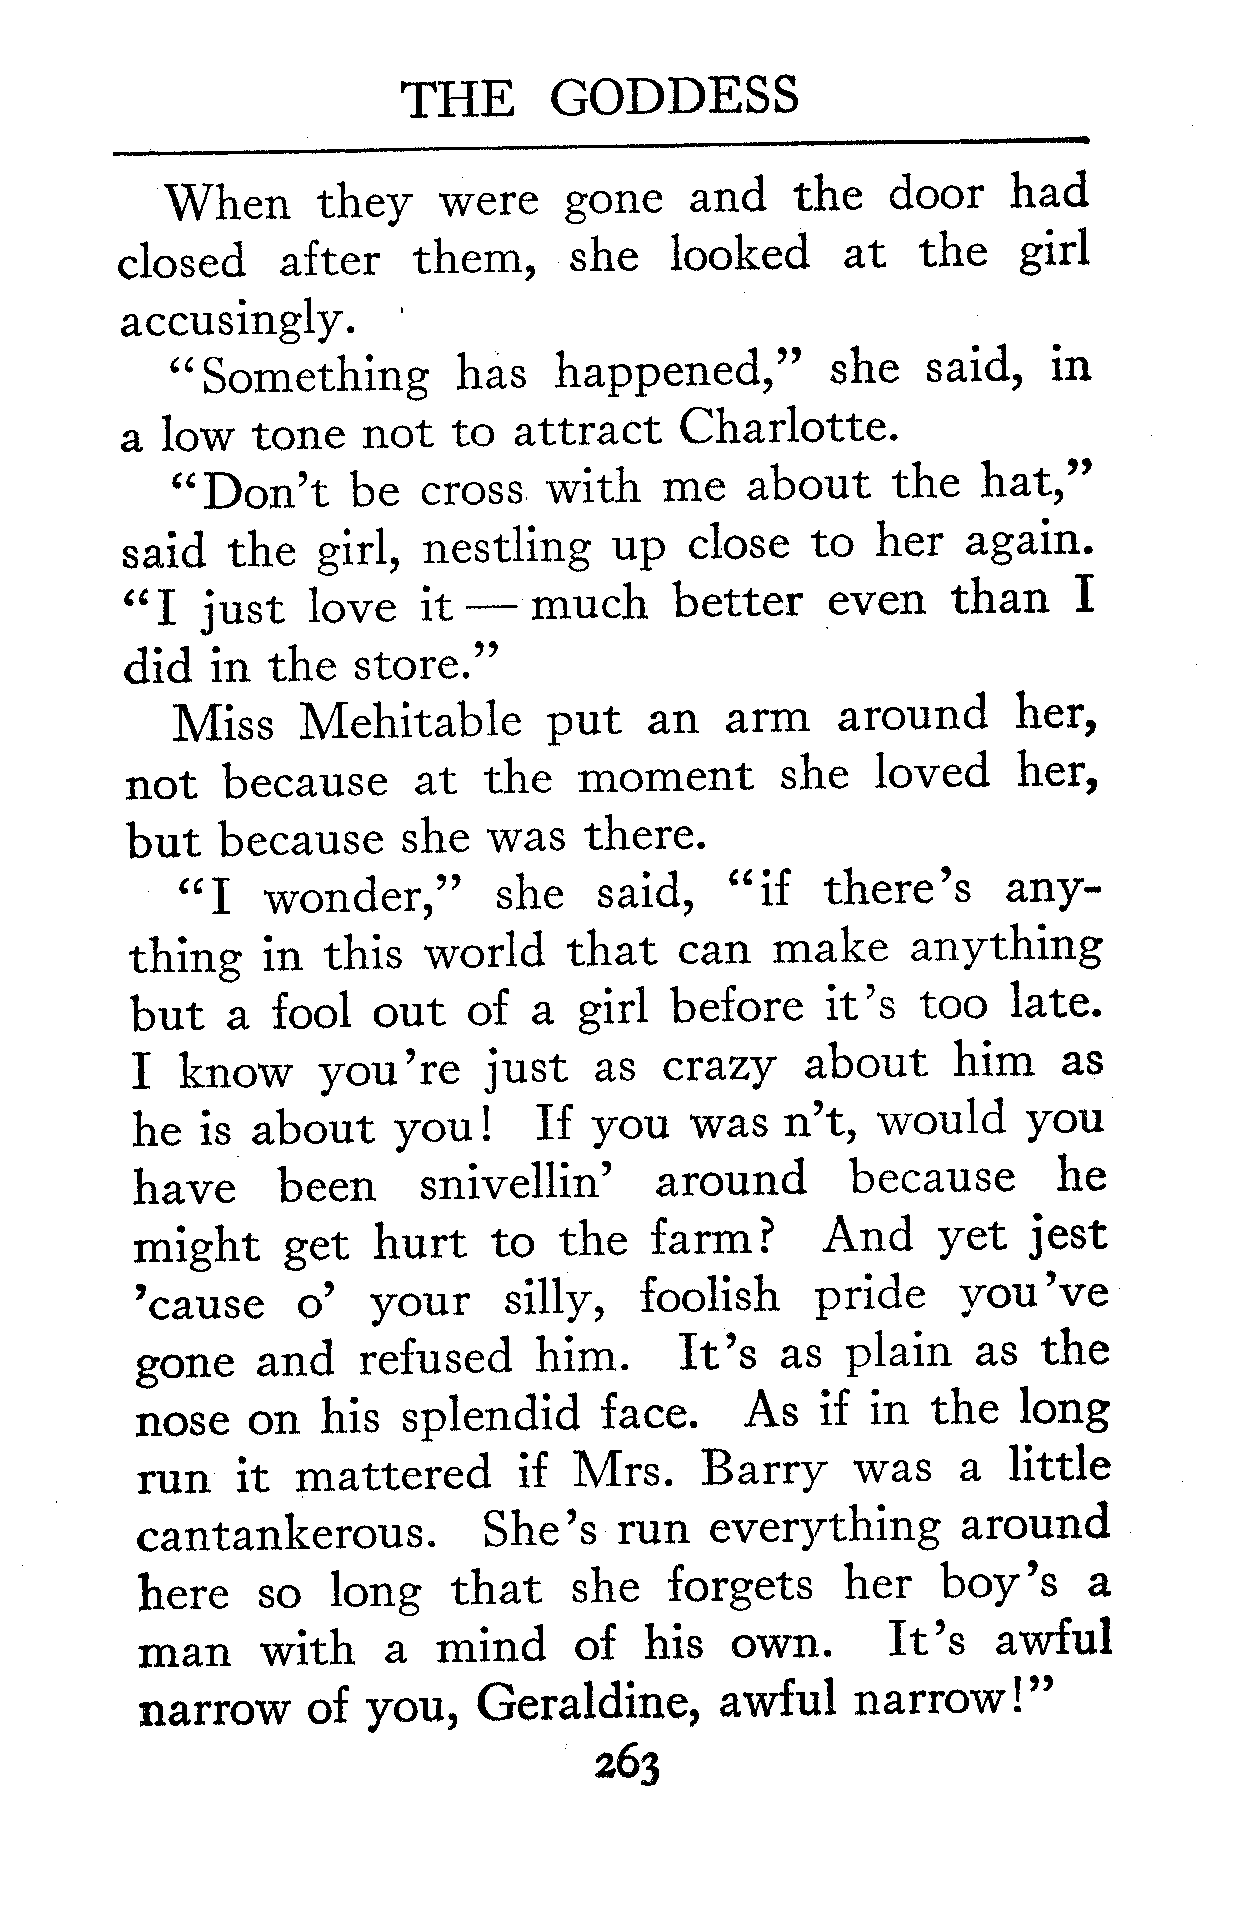 THE GODDESS
When they were gone and the door had
closed after them, she looked at the girl
accusingly.
“Something has happened,” she said, in
a low tone not to attract Charlotte.
“Don’t be cross with me about the hat,”
said the girl, nestling up close to her again.
“I just love it — much better even than I
did in the store.”
Miss Mehitable put an arm around her,
not because at the moment she loved her,
but because she was there.
“I wonder,” she said, “if there’s any-
thing in this world that can make anything
but a fool out of a girl before it’s too late.
I know you’re just as crazy about him as
he is about you! If you was n’t, would you
have been snivellin’ around because he
might get hurt to the farm? And yet jest
’cause o’ your silly, foolish pride you’ve
gone and refused him. It’s as plain as the
nose on his splendid face. As if in the long
run it mattered if Mrs. Barry was a little
cantankerous. She’s run everything around
here so long that she forgets her boy’s a
man with a mind of his own. It’s awful
narrow of you, Geraldine, awful narrow!”
263